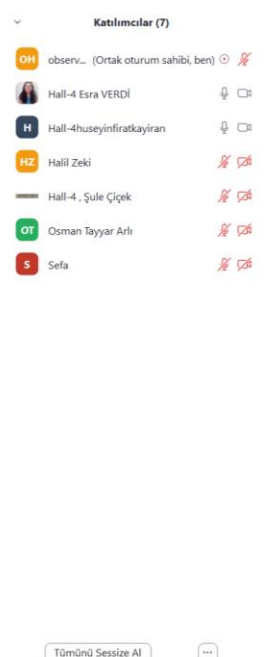 Katılımcılar (7)
OH observ... (Ortak oturum sahibi, ben)
Hall-4 Esra VERDİ
H Hall-4huseyinfiratkayiran
HZ Halil Zeki
Hall-4 , Şule Çiçek
OT Osman Tayyar Arlı
S Sefa
Tümünü Sessize Al ...